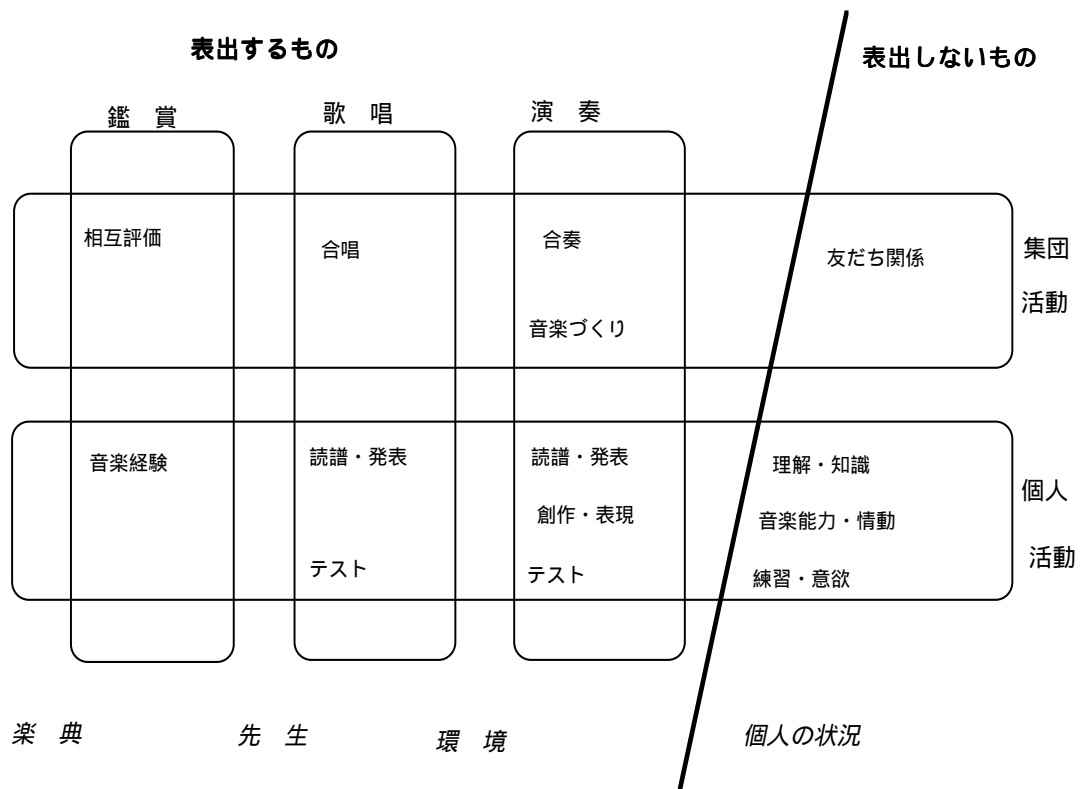 表出するもの
表出しないもの
鑑　賞
歌　唱
演　奏
相互評価
合唱
合奏
音楽づくり
友だち関係
集団
活動
音楽経験
読譜・発表
テスト
読譜・発表
創作・表現
テスト
理解・知識
音楽能力・情動
練習・意欲
個人
活動
楽　典
先　生
環　境
個人の状況